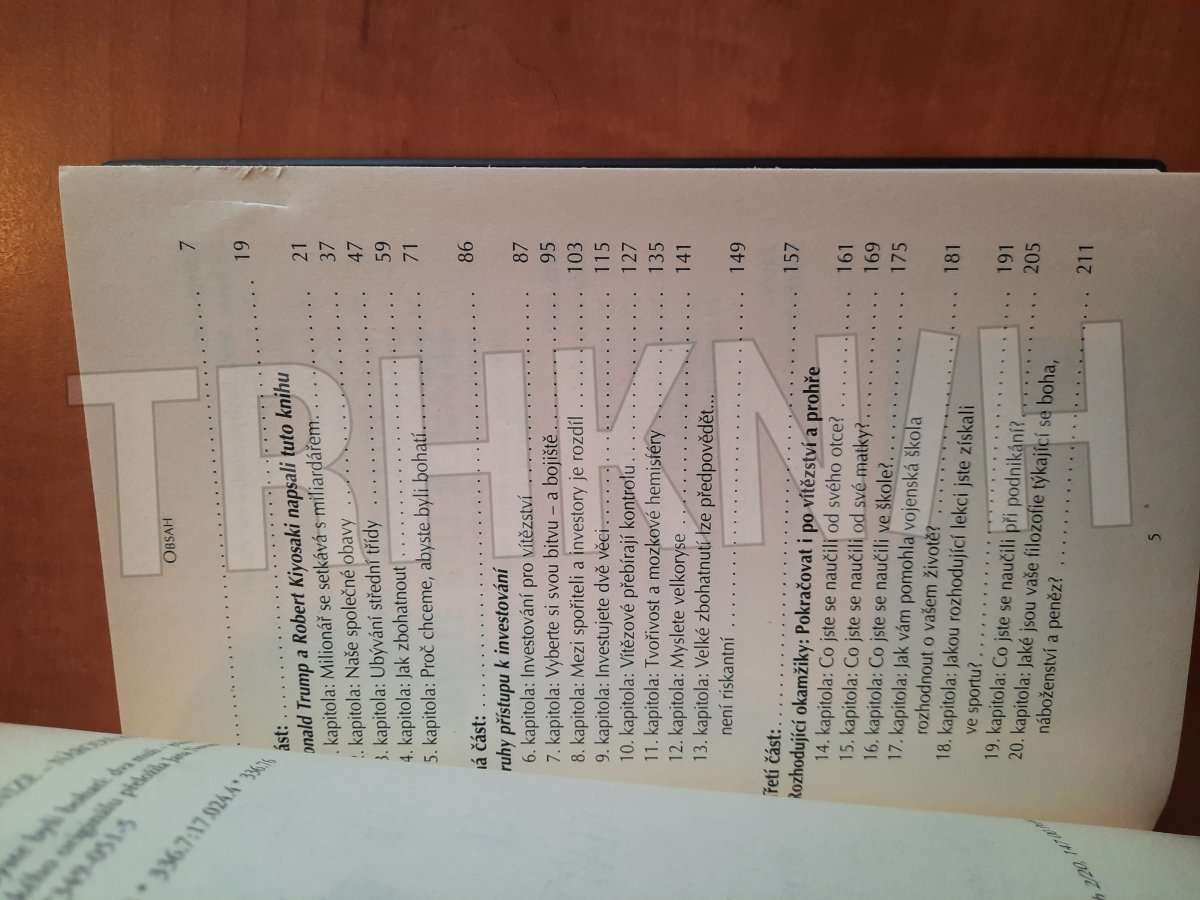 OBSAH
7
19
část:
onald Trump a Robert Kiyosaki napsali tuto knihu 21
kapitola: Milionář se setkává s miliardářem 37
2. kapitola: Naše společné obavy 47
3. kapitola: Ubývání střední třídy 59
4. kapitola: Jak zbohatnout 71
5. kapitola: Proč chceme, abyste byli bohatí
86
á část:
ruhy přístupu k investování
6. kapitola: Investování pro vítězství 87
7. kapitola: Vyberte si svou bitvu – a bojiště 95
8. kapitola: Mezi spořiteli a investory je rozdíl 103
9. kapitola: Investujete dvě věci 115
10. kapitola: Vítězové přebírají kontrolu 127
11. kapitola: Tvořivost a mozkové hemisféry 135
12. kapitola: Myslete velkoryse 141
13. kapitola: Velké zbohatnutí lze předpovědět...
není riskantní 149
řetí část: 157
Rozhodující okamžiky: Pokračovat i po vítězství a prohře
14. kapitola: Co jste se naučili od svého otce? 161
15. kapitola: Co jste se naučili od své matky? 169
16. kapitola: Co jste se naučili ve škole? 175
17. kapitola: Jak vám pomohla vojenská škola
rozhodnout o vašem životě? 181
18. kapitola: Jakou rozhodující lekci jste získali
ve sportu? 191
19. kapitola: Co jste se naučili při podnikání? 205
20. kapitola: Jaké jsou vaše filozofie týkající se boha,
náboženství a peněz? 211
5
TRHKNIH
336.7:17.024.4 * 336.76